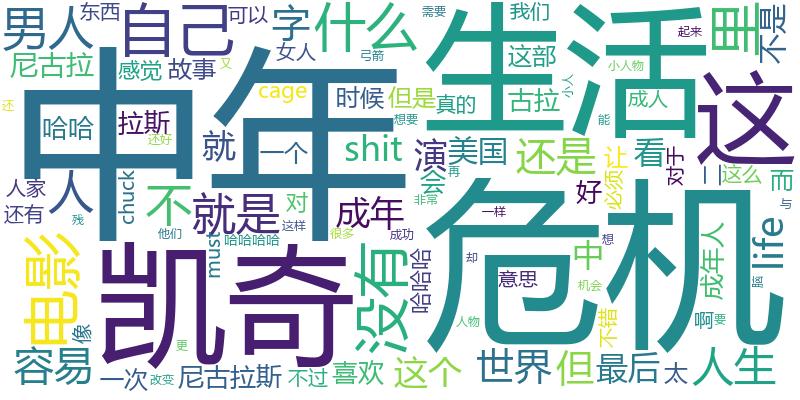 男人
东西
自己
可以
字
什么
我们
需要
生活
里
不是
起来
尼古拉
感觉
故事
女人
又
弓箭
这部
小人物
小人
还
中年
哈哈
拉斯
还好
cage
时候
但是
真的
古拉
想要
成人
能
这
就
一个
shit
演
美国
还是
让
看
对于
二
这么
而
人家
人
还有
残
chuck
不
他们
就是
对
这样
成年
很多
会
再
非常
好
必须
一样
与
危机
电影
像
凯奇
must
哈哈哈哈
成功
没有
哈哈哈
却
意思
中
想
机会
成年人
life
离
人物
不错
啊
要
更
容易
一次
改变
尼古拉斯
不过
喜欢
这个
世界
但
最后
太
人生